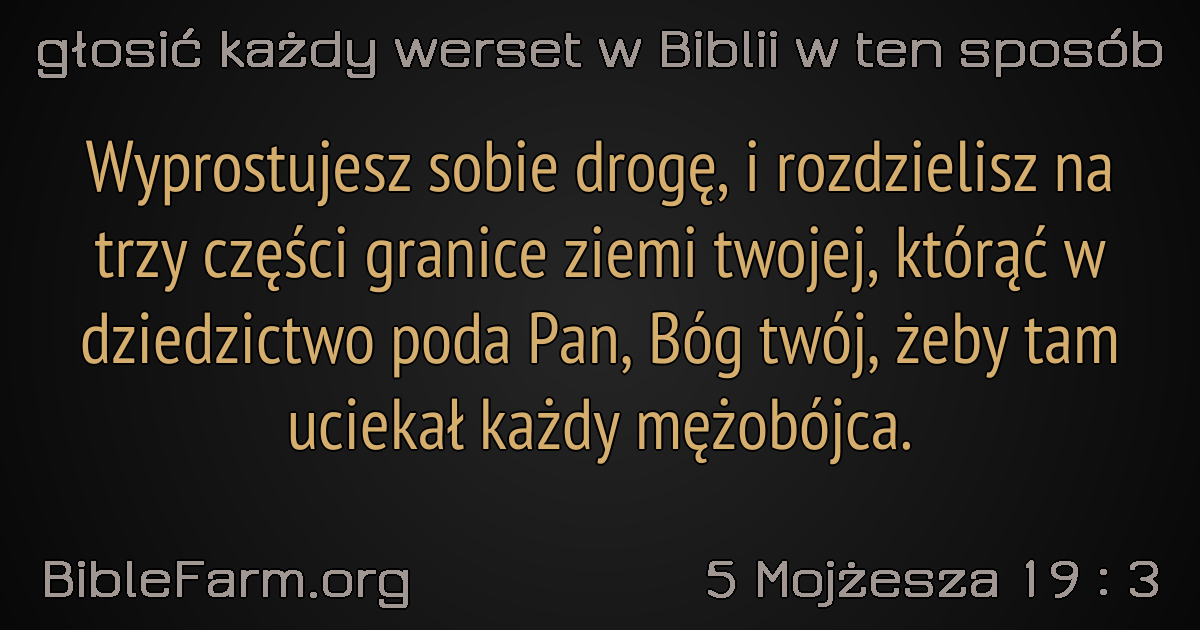 głosić każdy werset w Biblii w ten sposób
Wyprostujesz sobie drogę, i rozdzielisz na
trzy części granice ziemi twojej, którąć w
dziedzictwo poda Pan, Bóg twój, żeby tam
uciekał każdy mężobójca.
BibleFarm.org
5 Mojżesza 19 : 3